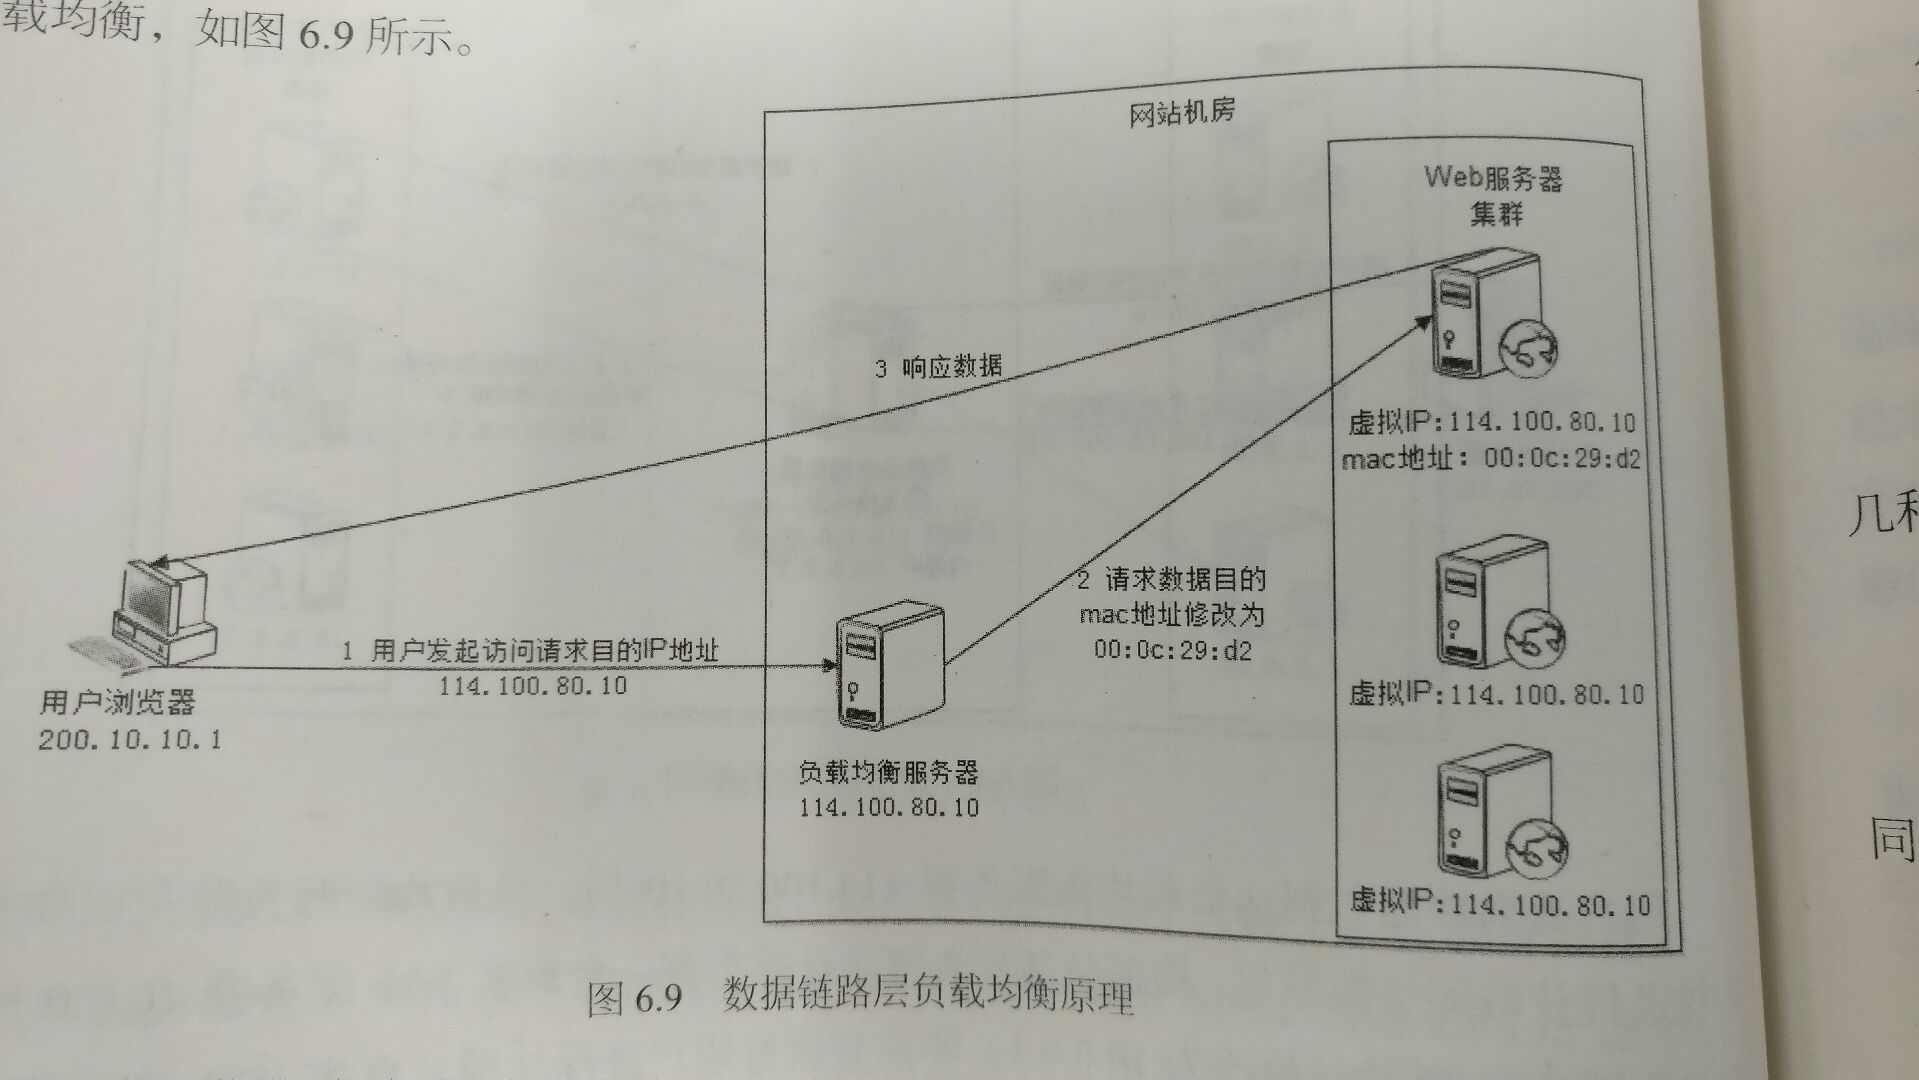 载均衡，如图 6.9 所示。
网站机房
Web服务器
集群
3 响应数据
虚拟IP:114.100.80.10
mac地址: 00:0c:29:d2
2 请求数据目的
mac地址修改为
00:0c:29:d2
1 用户发起访问请求目的IP地址
114.100.80.10
用户浏览器
200.10.10.1
虚拟IP:114.100.80.10
负载均衡服务器
114.100.80.10
虚拟IP:114.100.80.10
图 6.9 数据链路层负载均衡原理
几利
同